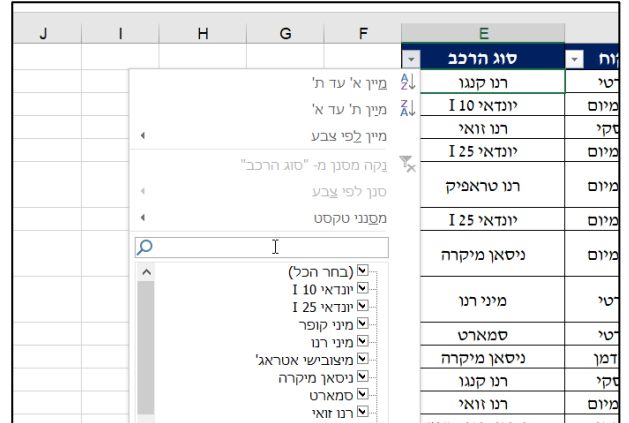 E F G H I J
סוג הרכב
רנו קנגו
יונדאי I 10
רנו זואי
יונדאי I 25
רנו טראפיק
יונדאי I 25
ניסאן מיקרה
מיני רנו
סמארט
ניסאן מיקרה
רנו קנגו
רנו זואי
מיין א' עד ת'
מיין ת' עד א'
מיין לפי צבע
נקה מסנן מ- "סוג הרכב"
סנן לפי צבע
מסנני טקסט
(בחר הכל)
יונדאי I 10
יונדאי I 25
מיני קופר
מיני רנו
מיצובישי אטראג'
ניסאן מיקרה
סמארט
רנו זואי